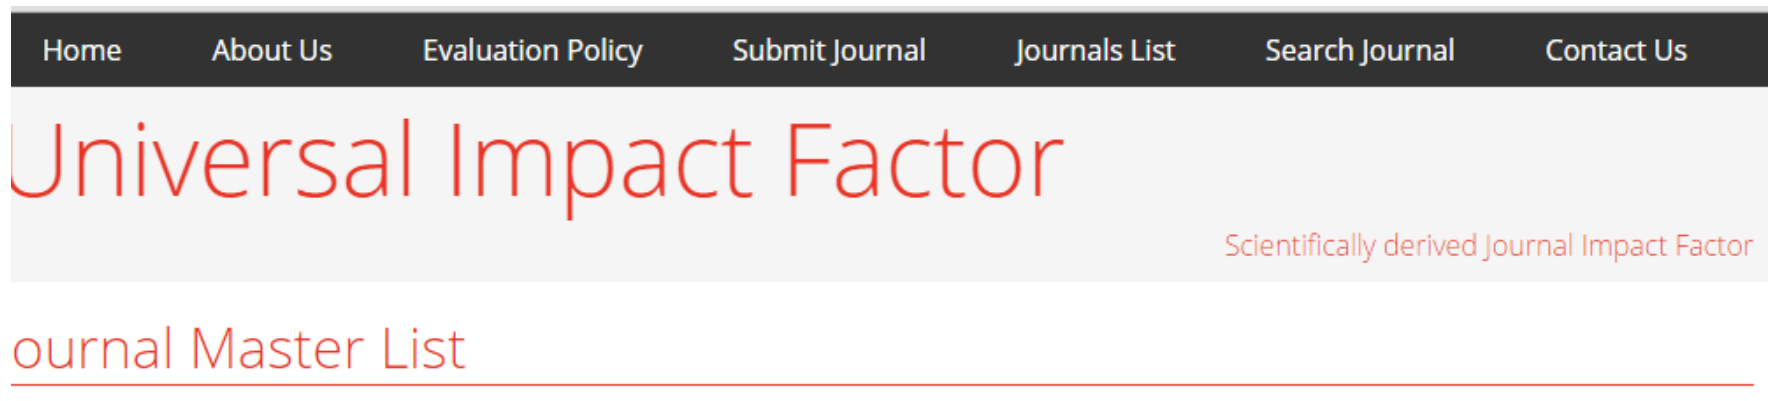 Home About Us Evaluation Policy Submit Journal Journals List Search Journal Contact Us
Universal Impact Factor
Scientifically derived Journal Impact Factor
ournal Master List